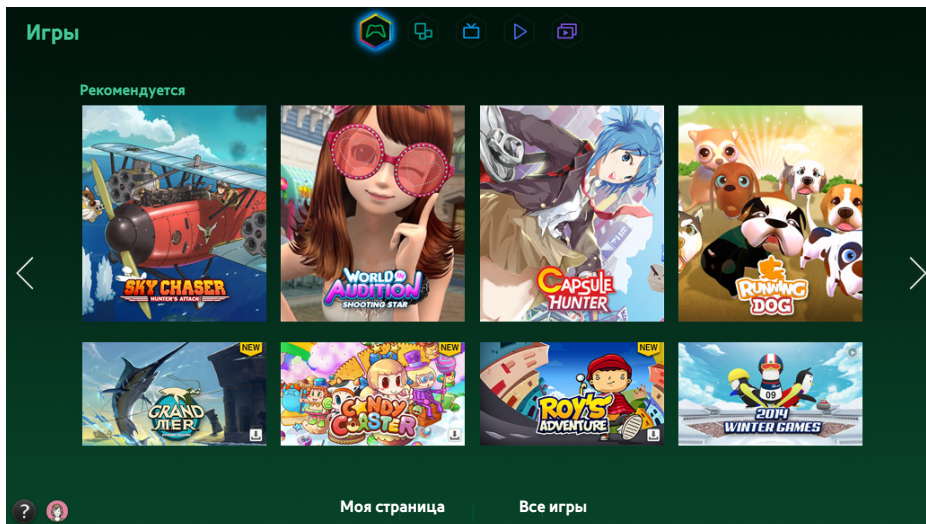 Игры
Рекомендуется
SKY CHASER
HUNTER'S ATTACK
WORLD IN
AUDITION
SHOOTING STAR
CAPSULE
HUNTER
RUNNING
DOG
NEW
GRAND
MER
NEW
CANDY
COASTER
NEW
ROY'S
ADVENTURE
09
2014
WINTER GAMES
?
Моя страница
Все игры